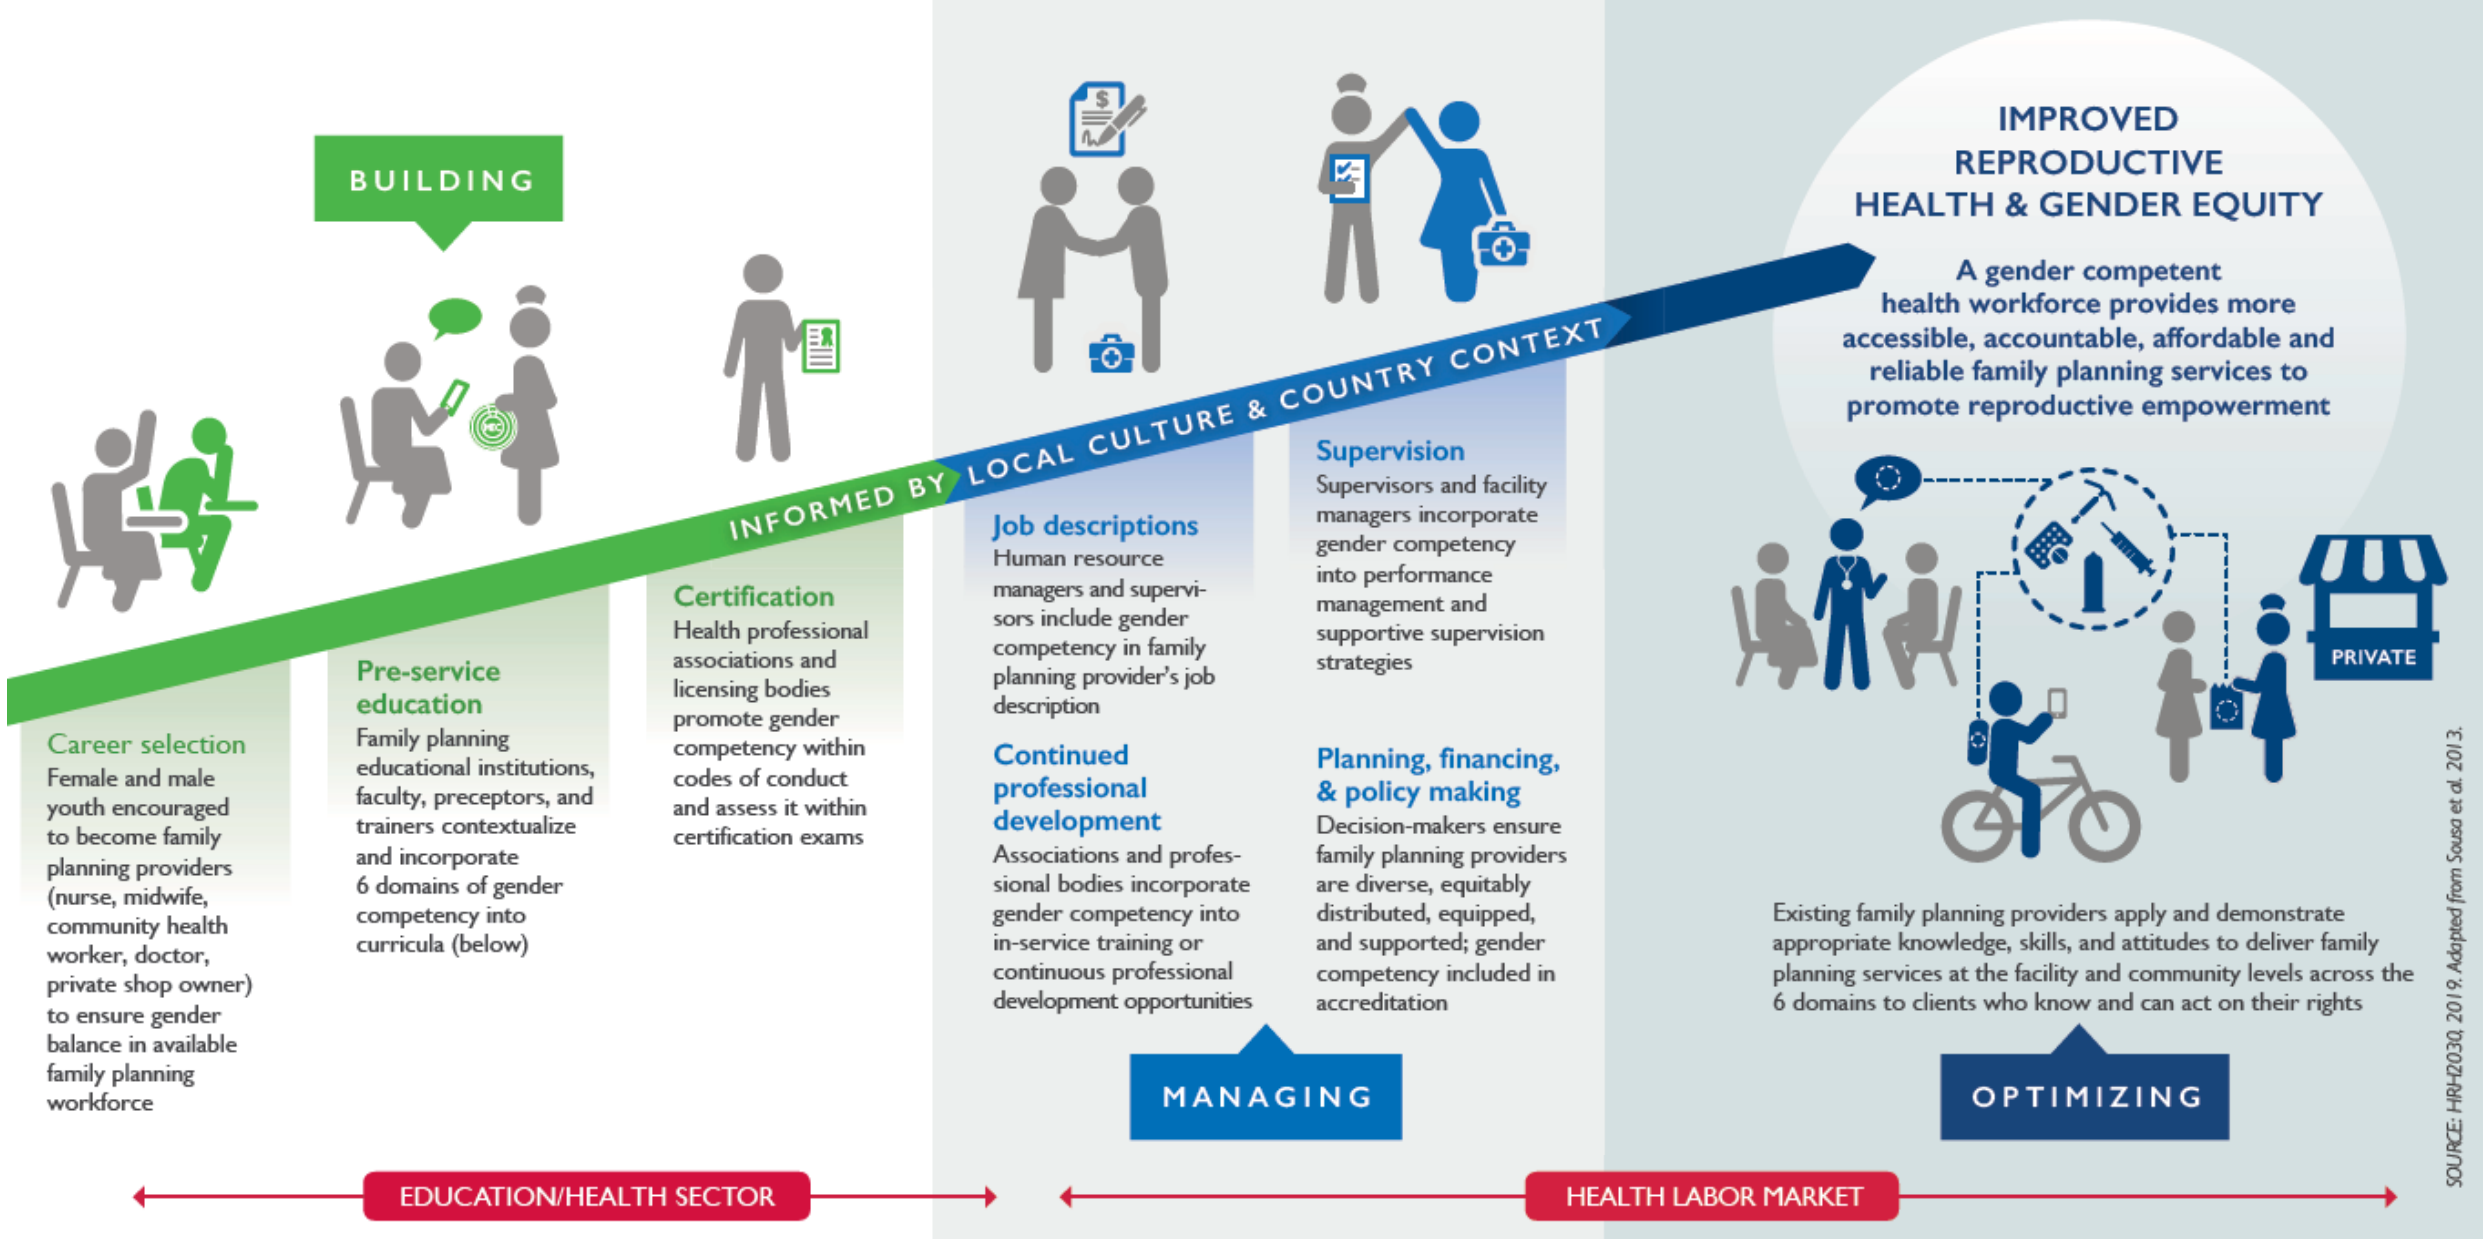 BUILDING
INFORMED BY LOCAL CULTURE & COUNTRY CONTEXT
Career selection
Female and male
youth encouraged
to become family
planning providers
(nurse, midwife,
community health
worker, doctor,
private shop owner)
to ensure gender
balance in available
family planning
workforce
Pre-service
education
Family planning
educational institutions,
faculty, preceptors, and
trainers contextualize
and incorporate
6 domains of gender
competency into
curricula (below)
Certification
Health professional
associations and
licensing bodies
promote gender
competency within
codes of conduct
and assess it within
certification exams
$
Job descriptions
Human resource
managers and supervi-
sors include gender
competency in family
planning provider's job
description
Continued
professional
development
Associations and profes-
sional bodies incorporate
gender competency into
in-service training or
continuous professional
development opportunities
Supervision
Supervisors and facility
managers incorporate
gender competency
into performance
management and
supportive supervision
strategies
Planning, financing,
& policy making
Decision-makers ensure
family planning providers
are diverse, equitably
distributed, equipped,
and supported; gender
competency included in
accreditation
MANAGING
IMPROVED
REPRODUCTIVE
HEALTH & GENDER EQUITY
A gender competent
health workforce provides more
accessible, accountable, affordable and
reliable family planning services to
promote reproductive empowerment
PRIVATE
Existing family planning providers apply and demonstrate
appropriate knowledge, skills, and attitudes to deliver family
planning services at the facility and community levels across the
6 domains to clients who know and can act on their rights
OPTIMIZING
EDUCATION/HEALTH SECTOR
HEALTH LABOR MARKET
SOURCE: HRH2030, 2019. Adapted from Sousa et al. 2013.